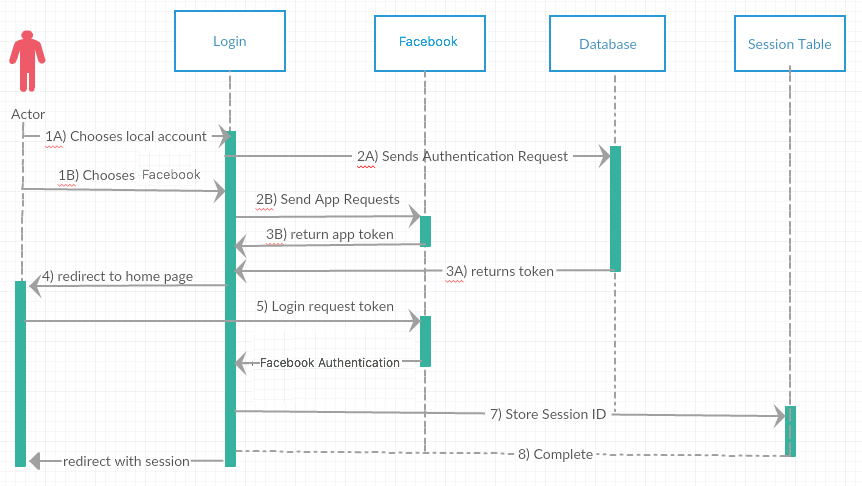 Login
Facebook
Database
Session Table
Actor
1A) Chooses local account
2A) Sends Authentication Request
1B) Chooses Facebook
2B) Send App Requests
3B) return app token
3A) returns token
4) redirect to home page
5) Login request token
Facebook Authentication
7) Store Session ID
8) Complete
redirect with session